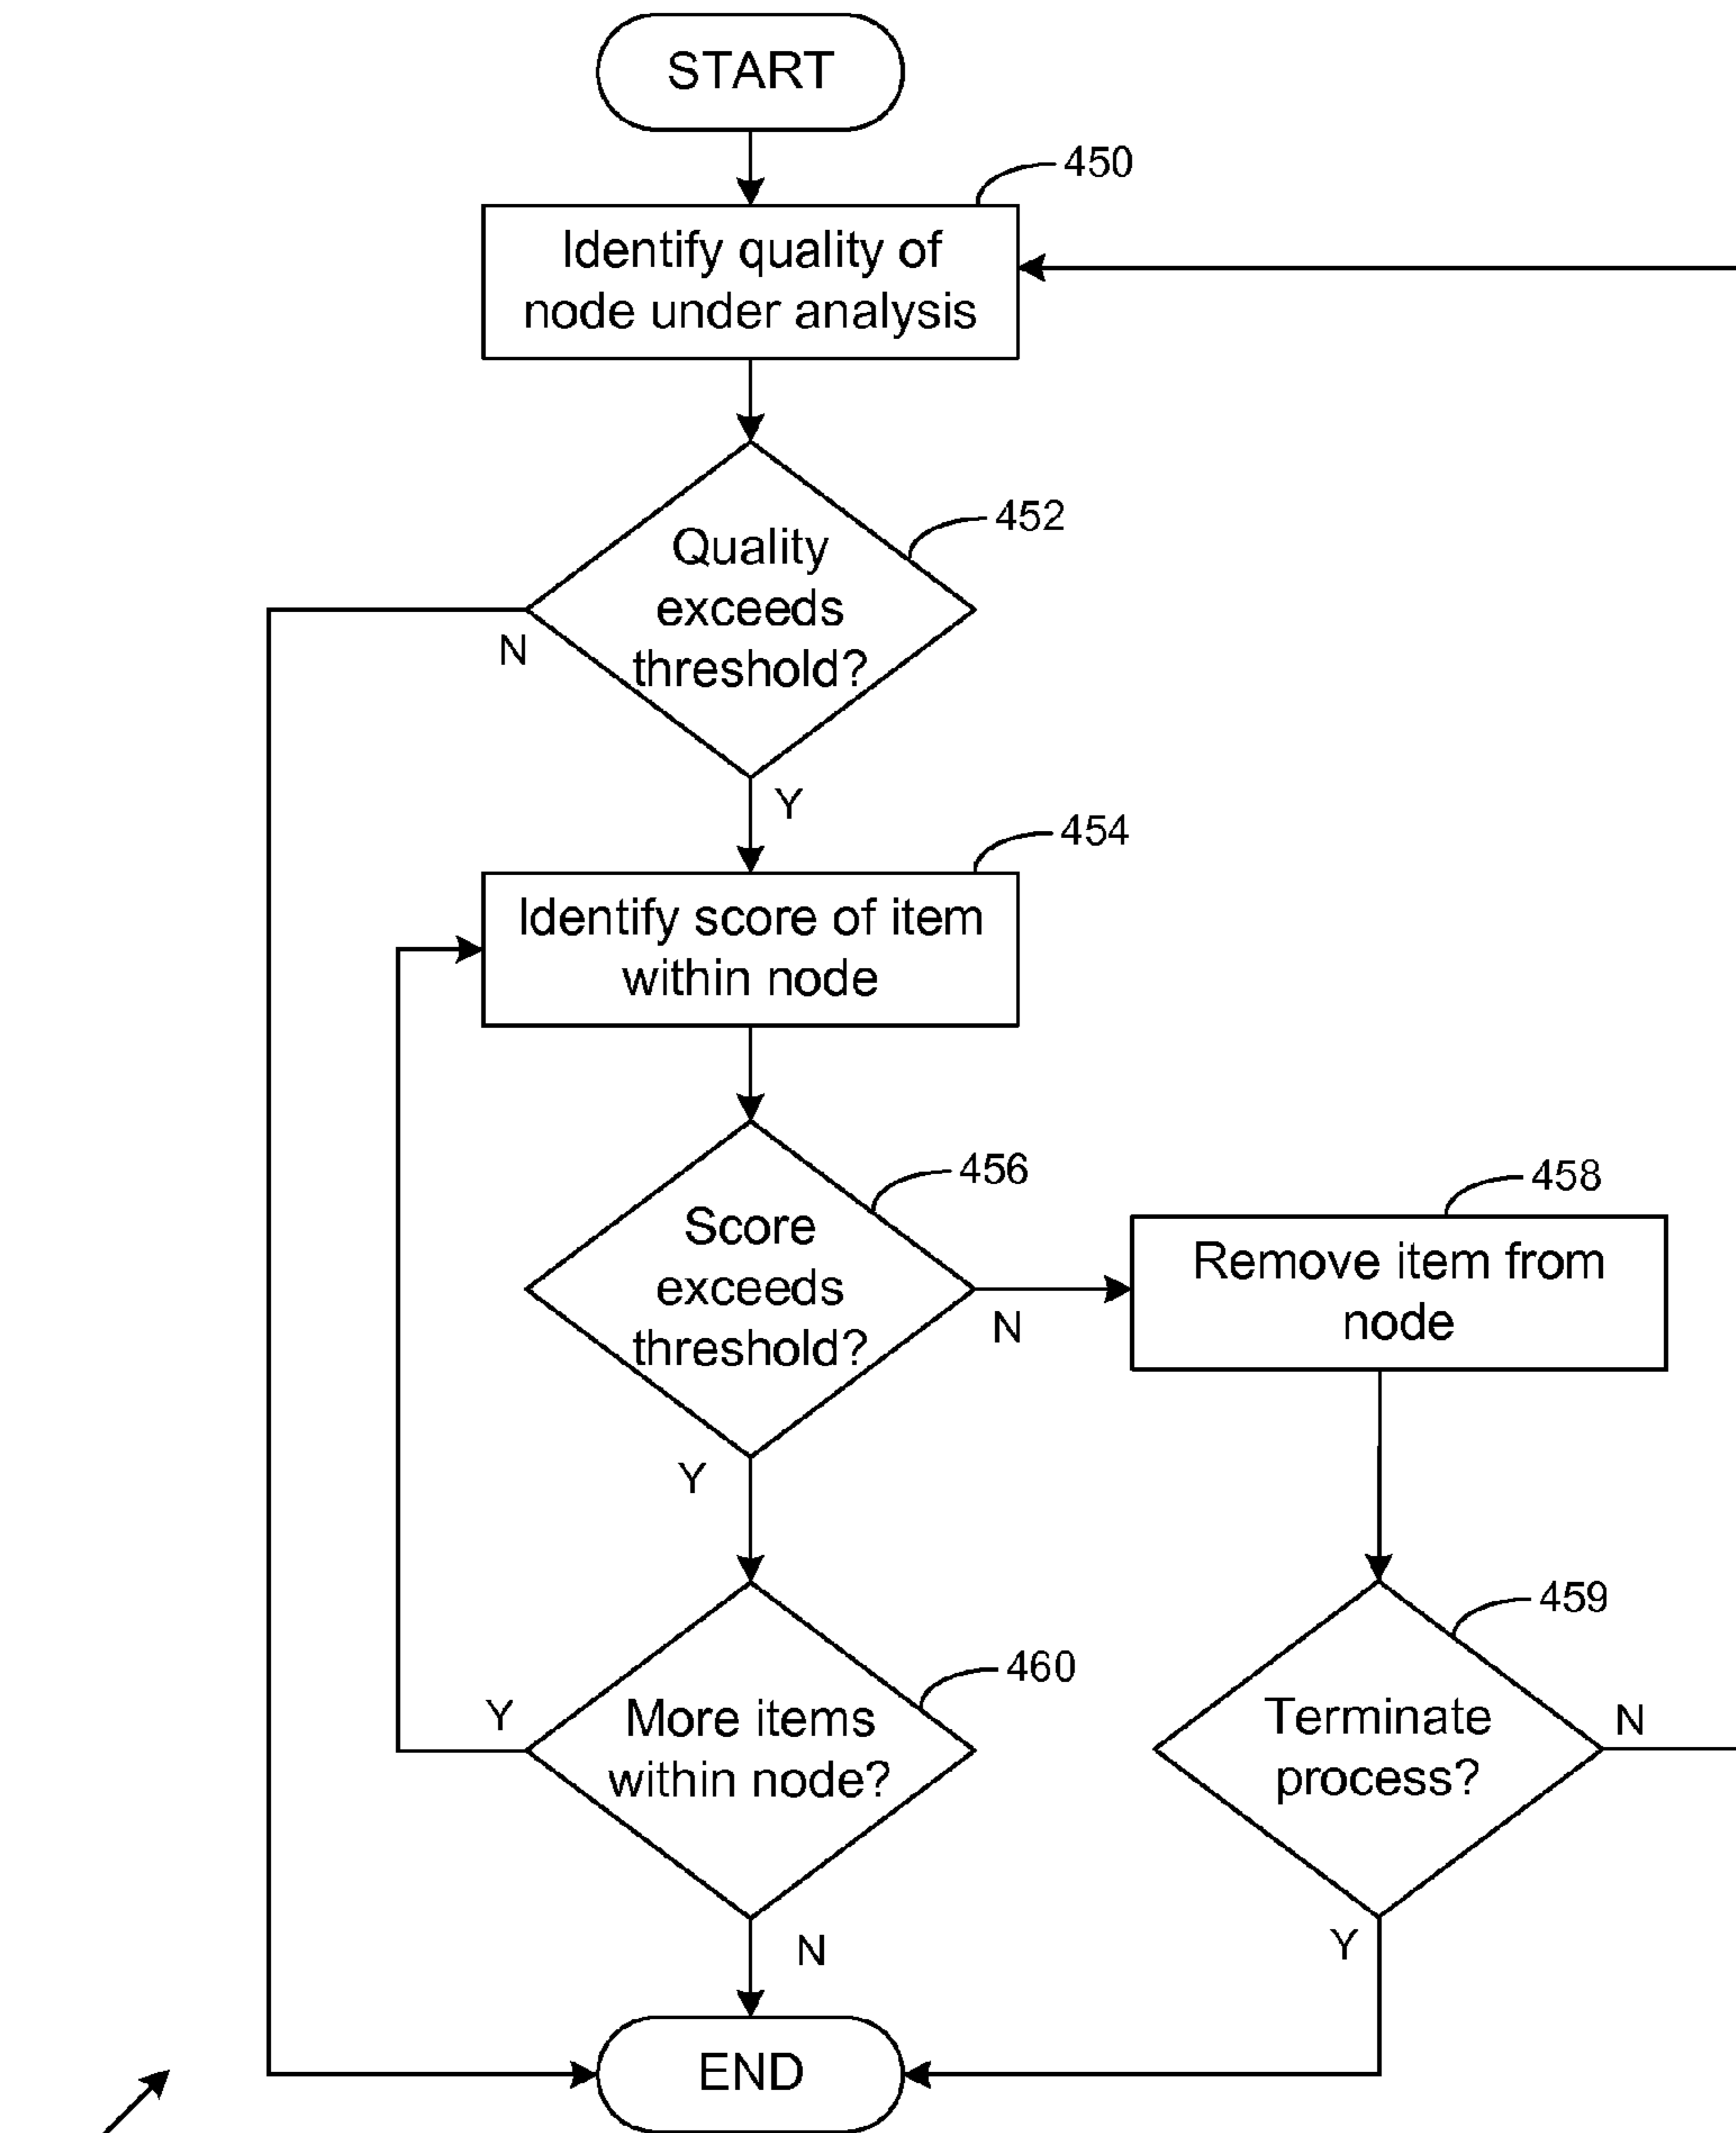 START
450
Identify quality of
node under analysis
452
Quality
exceeds
threshold?
N
Y
454
Identify score of item
within node
456
Score
exceeds
threshold?
N
Y
458
Remove item from
node
459
Terminate
process?
N
Y
460
More items
within node?
Y
N
END